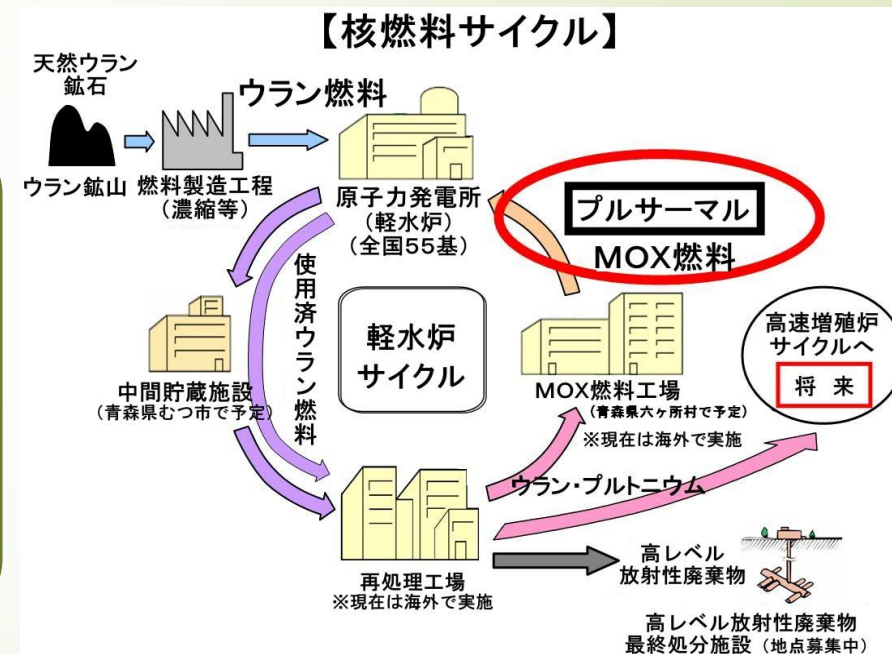 【核燃料サイクル】
天然ウラン
鉱石
ウラン燃料
ウラン鉱山
燃料製造工程
(濃縮等)
原子力発電所
(軽水炉)
(全国55基)
プルサーマル
MOX燃料
使用済ウラン燃料
軽水炉
サイクル
高速増殖炉
サイクルへ
将 来
中間貯蔵施設
(青森県むつ市で予定)
MOX燃料工場
(青森県六ヶ所村で予定)
※現在は海外で実施
ウラン・プルトニウム
再処理工場
※現在は海外で実施
高レベル
放射性廃棄物
高レベル放射性廃棄物
最終処分施設(地点募集中)